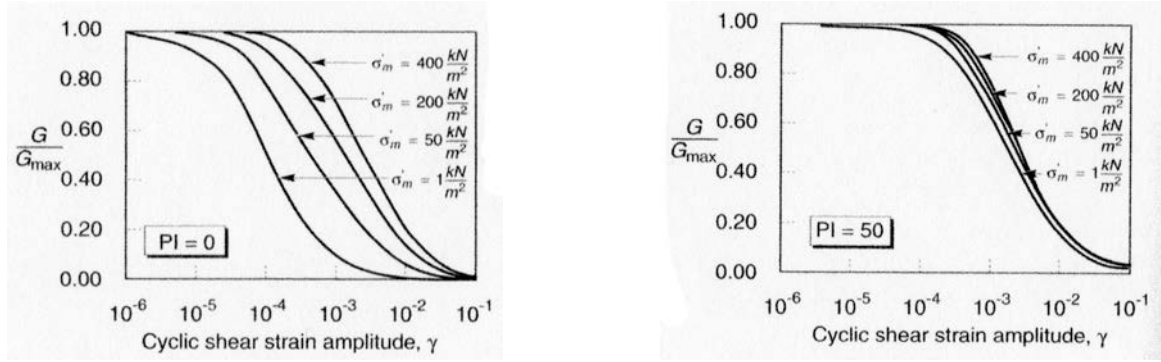 1.00
0.80
0.60
0.40
0.20
0.00
G
G max
σ'm = 400 kN/m²
σ'm = 200 kN/m²
σ'm = 50 kN/m²
σ'm = 1 kN/m²
PI = 0
10⁻⁶ 10⁻⁵ 10⁻⁴ 10⁻³ 10⁻² 10⁻¹
Cyclic shear strain amplitude, γ
1.00
0.80
0.60
0.40
0.20
0.00
G
G max
σ'm = 400 kN/m²
σ'm = 200 kN/m²
σ'm = 50 kN/m²
σ'm = 1 kN/m²
PI = 50
10⁻⁶ 10⁻⁵ 10⁻⁴ 10⁻³ 10⁻² 10⁻¹
Cyclic shear strain amplitude, γ